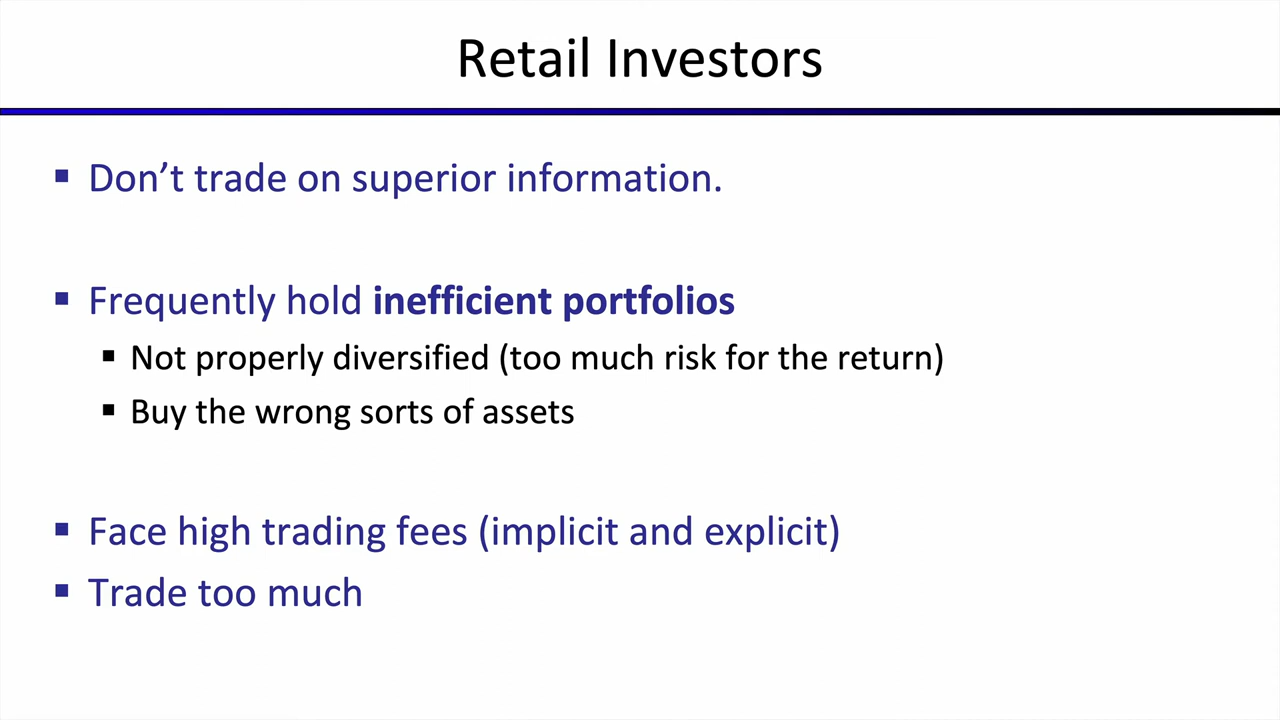 Retail Investors
▪ Don’t trade on superior information.
▪ Frequently hold inefficient portfolios
▪ Not properly diversified (too much risk for the return)
▪ Buy the wrong sorts of assets
▪ Face high trading fees (implicit and explicit)
▪ Trade too much